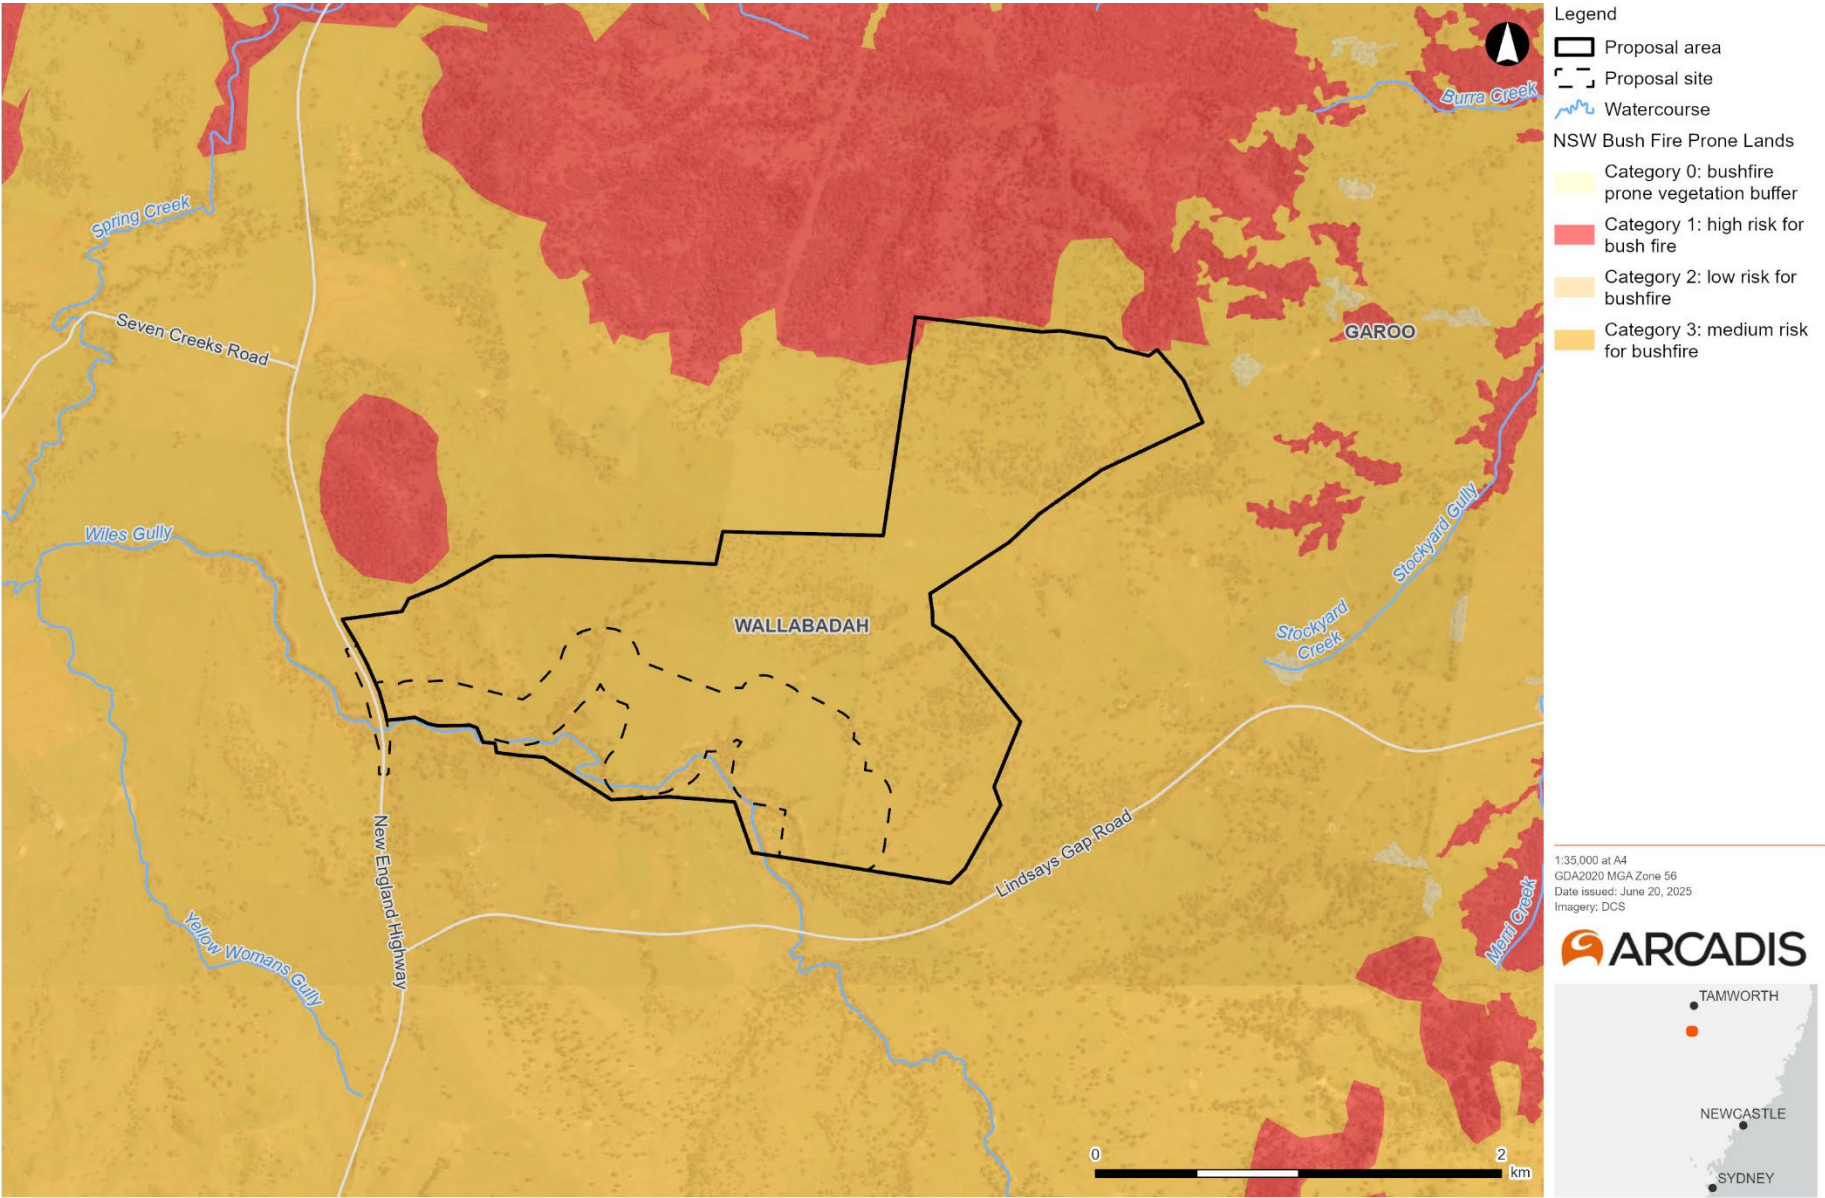 Burra Creek
Spring Creek
Seven Creeks Road
GAROO
Wiles Gully
Stockyard Gully
WALLABADAH
Stockyard
Creek
New England Highway
Lindsays Gap Road
Yellow Womans Gully
Merri Creek
0
2
km
Legend
Proposal area
Proposal site
Watercourse
NSW Bush Fire Prone Lands
Category 0: bushfire
prone vegetation buffer
Category 1: high risk for
bush fire
Category 2: low risk for
bushfire
Category 3: medium risk
for bushfire
1:35,000 at A4
GDA2020 MGA Zone 56
Date issued: June 20, 2025
Imagery: DCS
ARCADIS
TAMWORTH
NEWCASTLE
SYDNEY